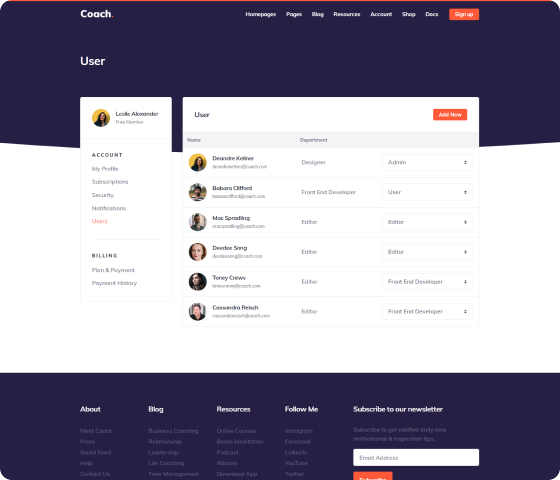 Coach.
Homepages Pages Blog Resources Account Shop Docs Sign up
User
Leslie Alexander
Free Member
ACCOUNT
My Profile
Subscriptions
Security
Notifications
Users
BILLING
Plan & Payment
Payment History
User
Add New
Name Department
Deandre Kellner
deandrekellner@coach.com
Designer
Admin
Babara Clifford
babaraclifford@coach.com
Front End Developer
User
Mac Spradling
macspradling@coach.com
Editor
Editor
Deedee Song
deedeesong@coach.com
Editor
Editor
Toney Crews
toneycrews@coach.com
Editor
Front End Developer
Cassondra Reisch
cassondrareisch@coach.com
Editor
Front End Developer
About
Meet Coach
Press
Social Feed
Help
Contact Us
Blog
Business Coaching
Relationship
Leadership
Life Coaching
Time Management
Resources
Online Courses
Books Meditation
Podcast
Albums
Download App
Follow Me
Instagram
Facebook
LinkedIn
YouTube
Twitter
Subscribe to our newsletter
Subscribe to get notified daily new
motivational & inspiration tips.
Email Address
Subscribe